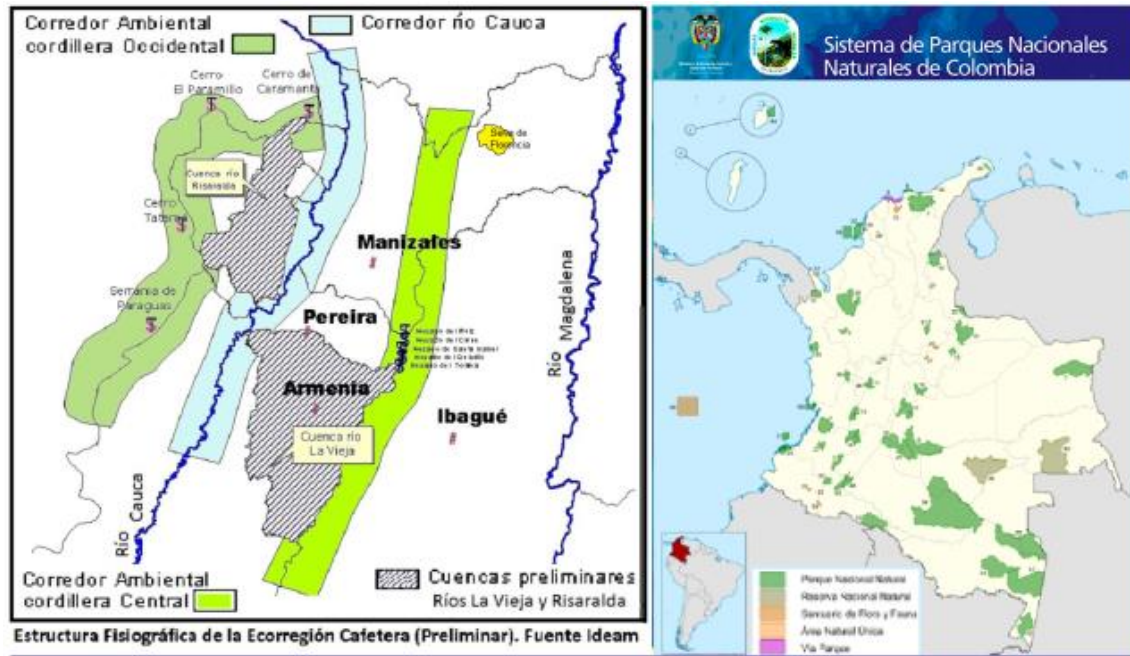 Corredor Ambiental
cordillera Occidental
Corredor río Cauca
Cerro
El Paramillo
Cerro de
Caramanta
Selva de
Florencia
Cuenca río
Risaralda
Cerro
Tatamá
Manizales
Serranía de
Paraguas
Pereira
Armenia
Ibagué
Cuenca río
La Vieja
Río Cauca
Río Magdalena
Corredor Ambiental
cordillera Central
Cuencas preliminares
Ríos La Vieja y Risaralda
Estructura Fisiográfica de la Ecorregión Cafetera (Preliminar). Fuente Ideam
Sistema de Parques Nacionales
Naturales de Colombia
Parque Nacional Natural
Reserva Nacional Natural
Santuario de Flora y Fauna
Área Natural Única
Vía Parque